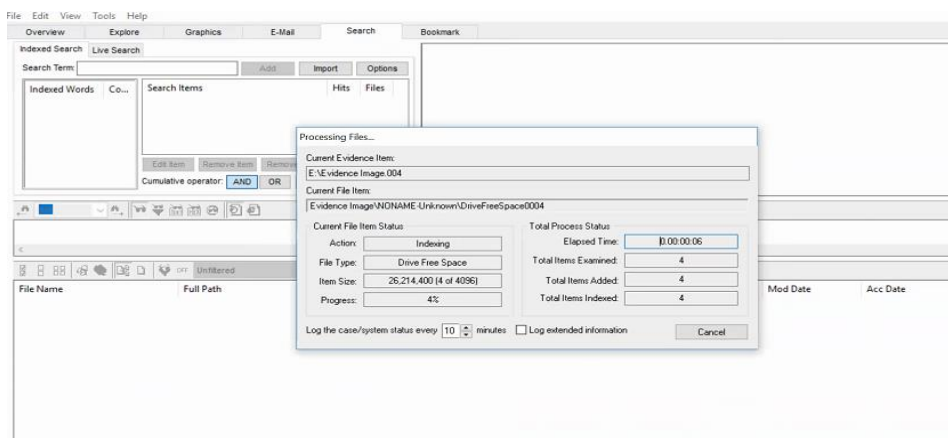 File Edit View Tools Help
Overview Explore Graphics E-Mail Search Bookmark
Indexed Search Live Search
Search Term: Add Import Options
Indexed Words Co... Search Items Hits Files
Edit Item Remove Item Remove
Cumulative operator: AND OR
Processing Files...
Current Evidence Item:
E:\Evidence Image.004
Current File Item:
Evidence Image\NONAME-Unknown\DriveFreeSpace0004
Current File Item Status
Action: Indexing
File Type: Drive Free Space
Item Size: 26,214,400 (4 of 4096)
Progress: 4%
Total Process Status
Elapsed Time: 0.00:00:06
Total Items Examined: 4
Total Items Added: 4
Total Items Indexed: 4
Log the case/system status every 10 minutes Log extended information Cancel
OFF Unfiltered
File Name Full Path Mod Date Acc Date